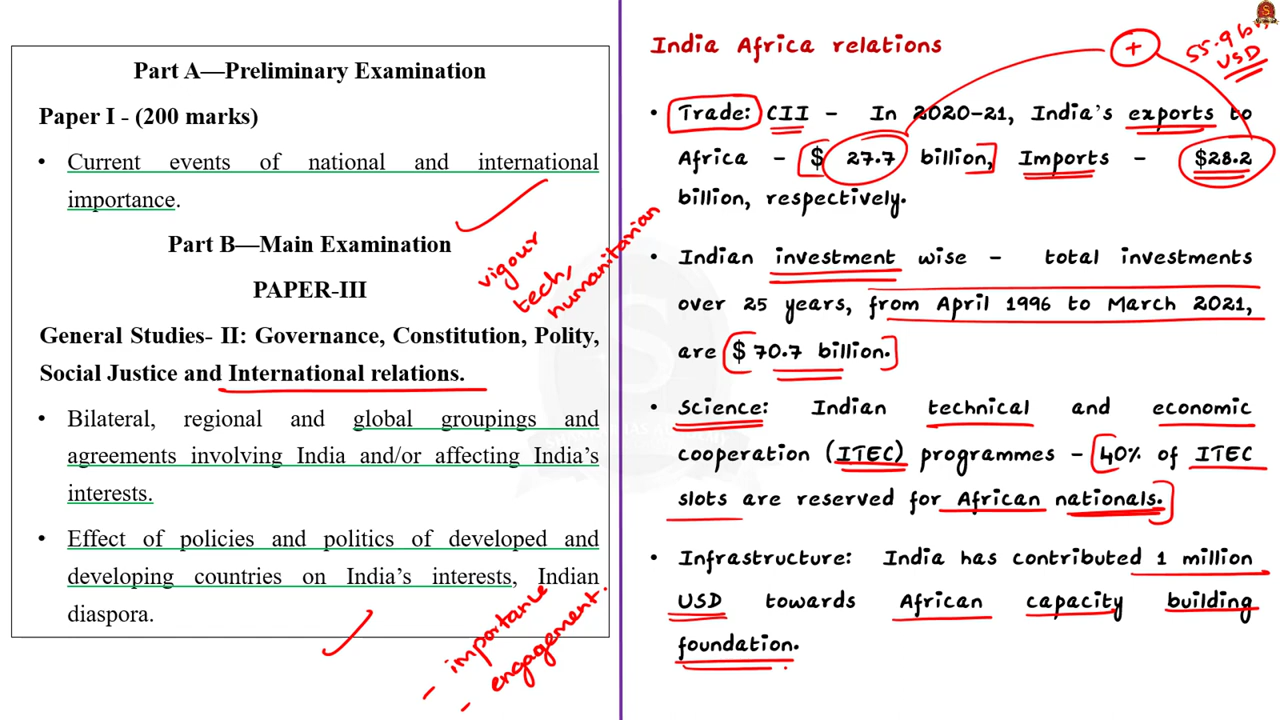 Part A—Preliminary Examination
Paper I - (200 marks)
• Current events of national and international
importance.
Part B—Main Examination
PAPER-III
General Studies- II: Governance, Constitution, Polity,
Social Justice and International relations.
• Bilateral, regional and global groupings and
agreements involving India and/or affecting India's
interests.
• Effect of policies and politics of developed and
developing countries on India's interests, Indian
diaspora.
vigour
tech,
humanitarian
- importance
- engagement.
India Africa relations
+
USD
• Trade: CII - In 2020-21, India's exports to
Africa - $ 27.7 billion, Imports - $28.2
billion, respectively.
• Indian investment wise - total investments
over 25 years, from April 1996 to March 2021,
are $ 70.7 billion.
• Science: Indian technical and economic
cooperation (ITEC) programmes - 40% of ITEC
slots are reserved for African nationals.
• Infrastructure: India has contributed 1 million
USD towards African capacity building
foundation.